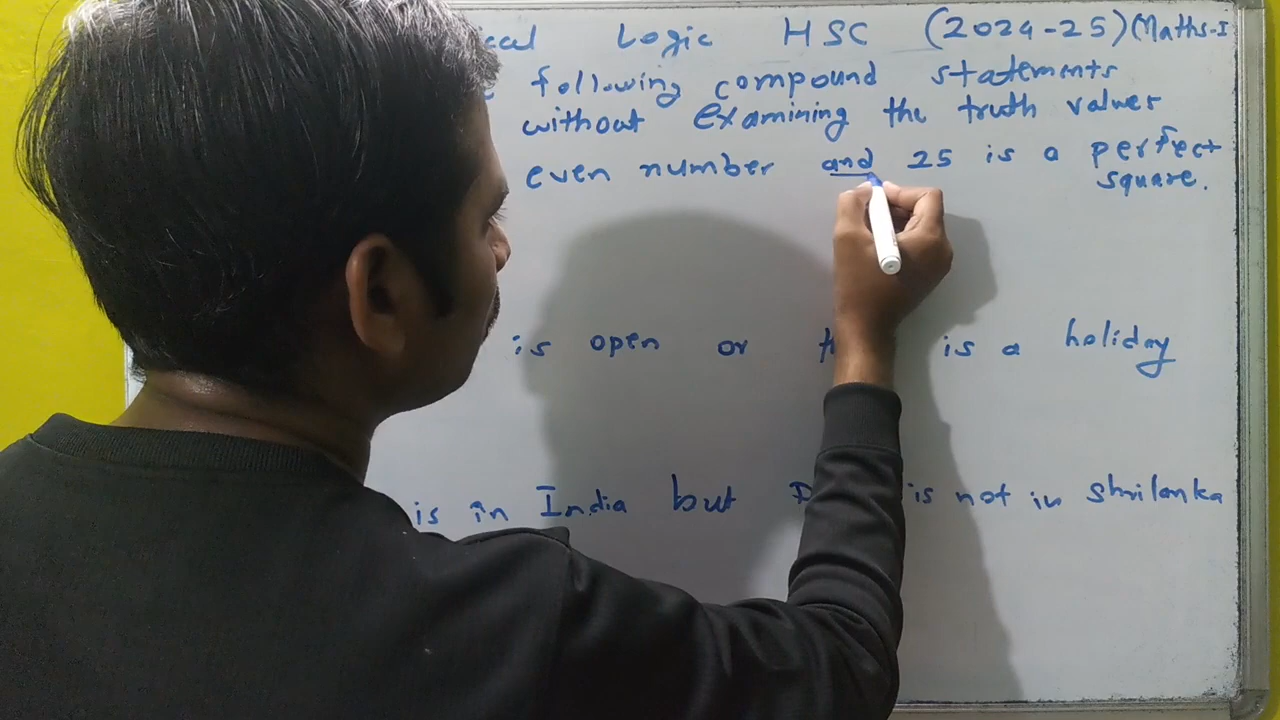 Logic HSC (2024-25)(Maths-I
following compound statements
without Examining the truth values
even number and 25 is a perfect
square.
is open or is a holiday
is in India but is not in Shrilanka